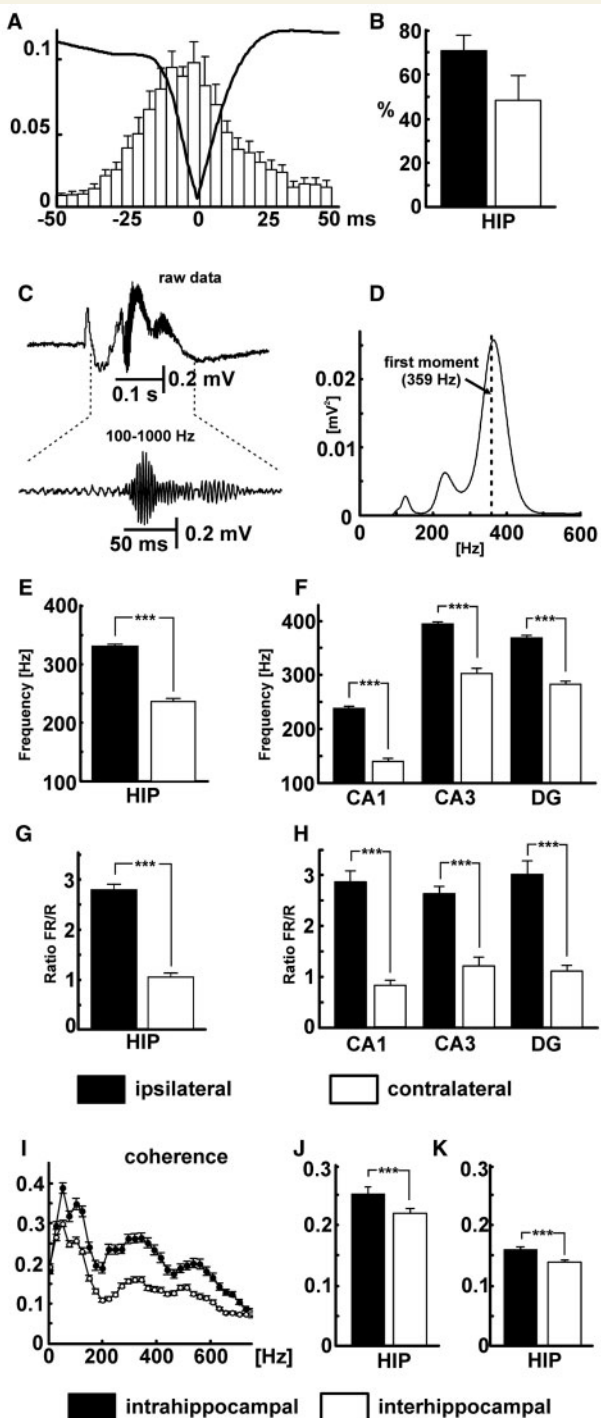 A
0.1
0.05
0
-50 -25 0 25 50 ms
B
80
60
%
40
20
0
HIP
C
raw data
0.1 s
0.2 mV
100-1000 Hz
50 ms
0.2 mV
D
first moment
(359 Hz)
0.02
0.01
0
[mV²]
0 200 400 600
[Hz]
E
400
300
200
100
Frequency [Hz]
***
HIP
F
400
300
200
100
Frequency [Hz]
*** *** ***
CA1 CA3 DG
G
3
2
1
0
Ratio FR/R
***
HIP
H
3
2
1
0
Ratio FR/R
*** *** ***
CA1 CA3 DG
ipsilateral contralateral
I
coherence
0.4
0.3
0.2
0.1
0
0 200 400 600 [Hz]
J
0.3
0.2
0.1
0
***
HIP
K
0.3
0.2
0.1
0
***
HIP
intrahippocampal interhippocampal